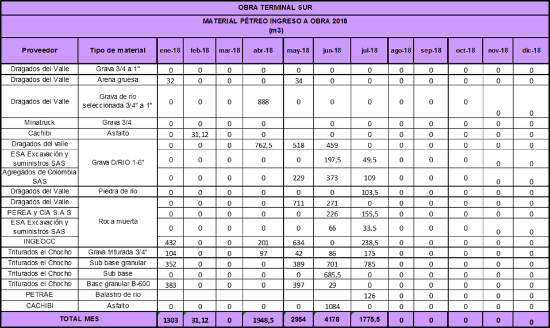 OBRA TERMINAL SUR
MATERIAL PÉTREO INGRESO A OBRA 2018
(m3)
Proveedor Tipo de material ene-18 feb-18 mar-18 abr-18 may-18 jun-18 jul-18 ago-18 sep-18 oct-18 nov-18 dic-18
Dragados del Valle Grava 3/4 a 1" 0 0 0 0 0 0 0 0 0 0 0 0
Dragados del Valle Arena gruesa 32 0 0 0 34 0 0 0 0 0 0 0
Dragados del Valle Grava de río seleccionada 3/4" a 1" 0 0 0 888 0 0 0 0 0 0 0 0
Minatruck Grava 3/4 0 0 0 0 0 0 0 0 0 0 0 0
Cachibi Asfalto 0 31,12 0 0 0 0 0 0 0 0 0 0
Dragados del valle Grava D/RIO 1-6" 0 0 0 762,5 518 459 0 0 0 0 0 0
ESA Excavación y suministros SAS 0 0 0 0 0 197,5 49,5 0 0 0 0 0
Agregados de Colombia SAS 0 0 0 0 229 373 109 0 0 0 0 0
Dragados del Valle Piedra de río 0 0 0 0 0 0 103,5 0 0 0 0 0
Dragados del Valle Roca muerta 0 0 0 0 711 271 0 0 0 0 0 0
PEREA y CIA S.A.S 0 0 0 0 0 226 155,5 0 0 0 0 0
ESA Excavación y suministros SAS 0 0 0 0 0 66 33,5 0 0 0 0 0
INGEOCC 432 0 0 201 634 0 238,5 0 0 0 0 0
Triturados el Chocho Grava triturada 3/4" 104 0 0 97 42 86 175 0 0 0 0 0
Triturados el Chocho Sub base granular 352 0 0 0 389 701 785 0 0 0 0 0
Triturados el Chocho Sub base 0 0 0 0 0 685,5 0 0 0 0 0 0
Triturados el Chocho Base granular B-600 383 0 0 0 397 29 0 0 0 0 0 0
PETRAE Balastro de río 0 0 0 0 0 0 126 0 0 0 0 0
CACHIBI Asfalto 0 0 0 0 0 1084 0 0 0 0 0 0
TOTAL MES 1303 31,12 0 1948,5 2954 4178 1775,5 0 0 0 0 0